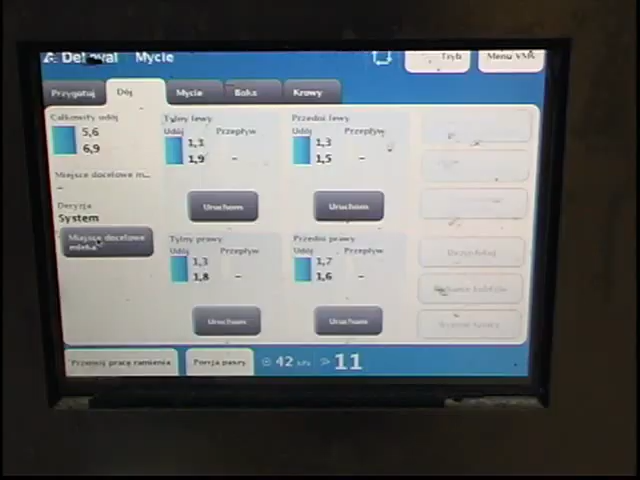 DeLaval Mycie
Tryb
Menu VMS
Przygotuj
Dój
Mycie
Boks
Krowy
Całkowity udój
5,6
6,9
Miejsce docelowe m...
–
Decyzja
System
Miejsce docelowe
mleka
Tylny lewy
Udój Przepływ
1,3
1,9 –
Uruchom
Przedni lewy
Udój Przepływ
1,3
1,5 –
Uruchom
Tylny prawy
Udój Przepływ
1,3
1,8 –
Uruchom
Przedni prawy
Udój Przepływ
1,7
1,6 –
Uruchom
Przerwij pracę ramienia
Porcja paszy
42 kPa
11